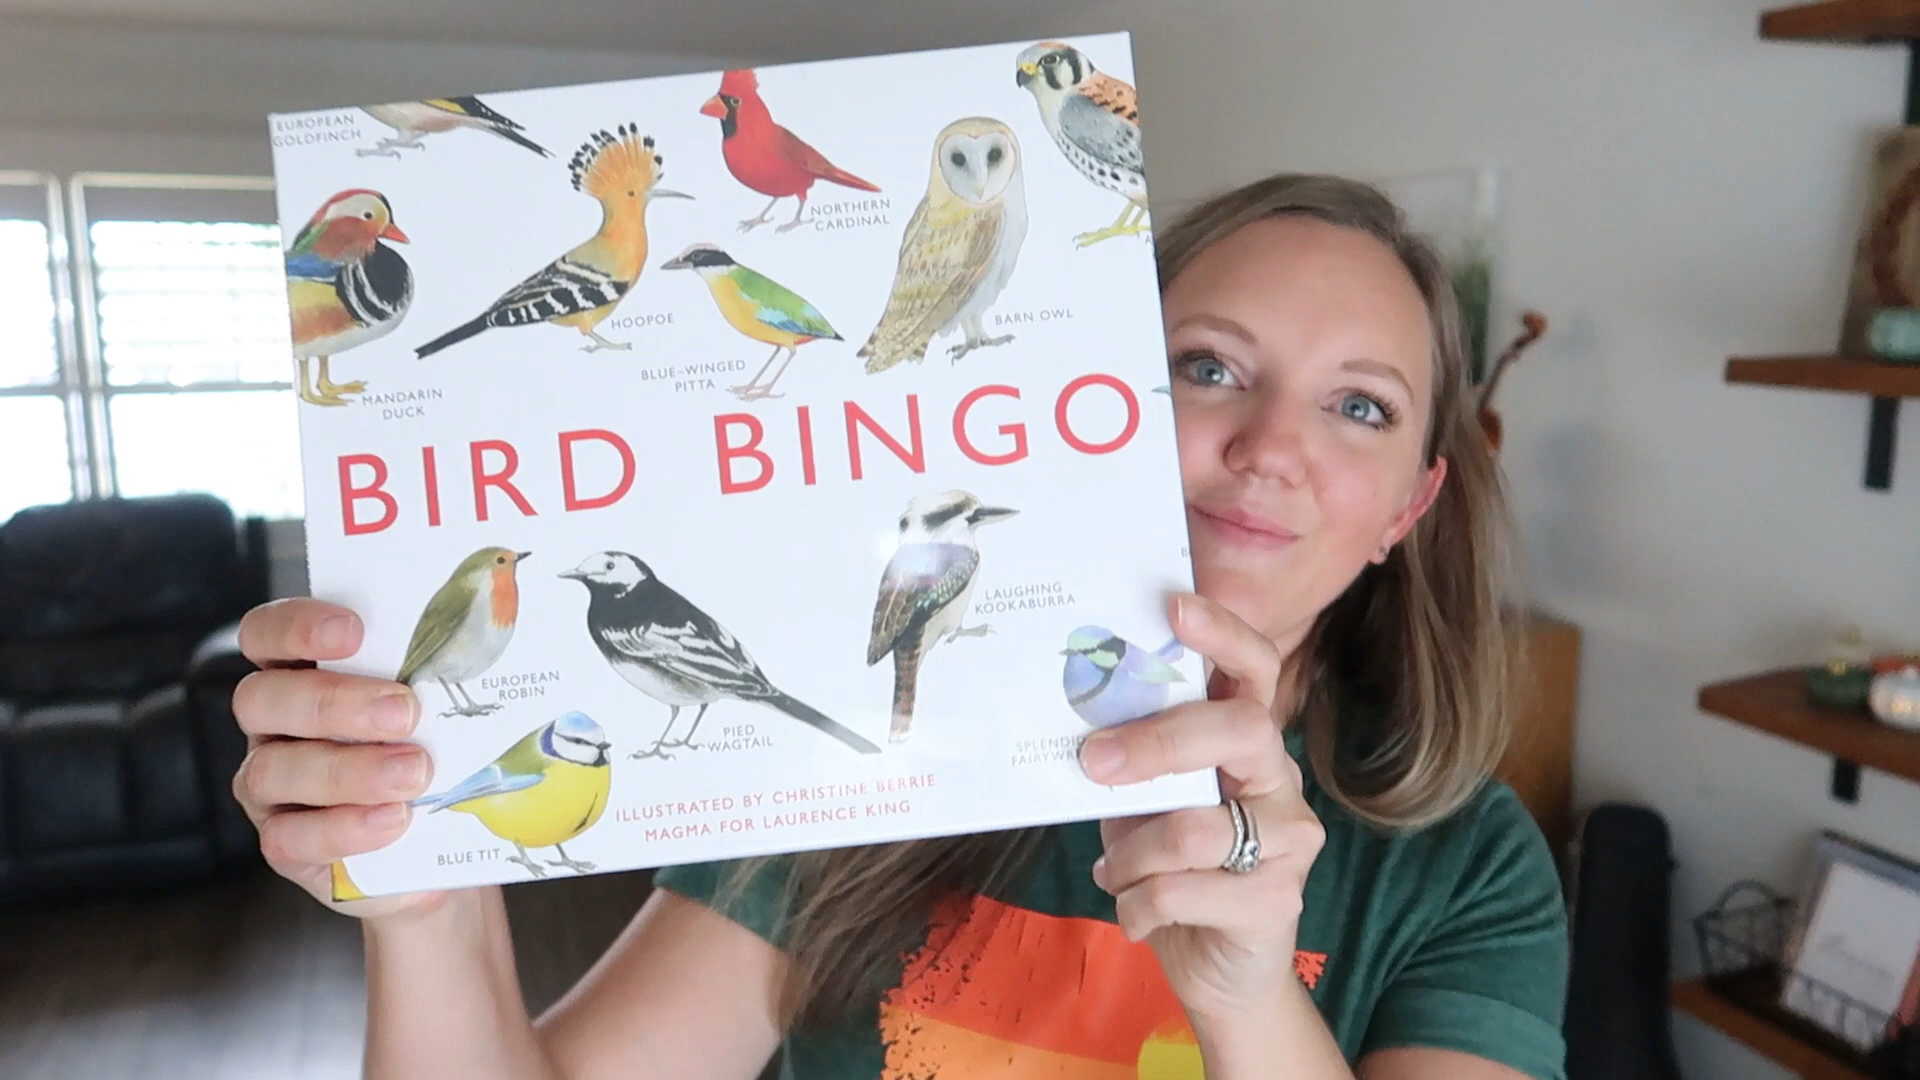 EUROPEAN
GOLDFINCH
NORTHERN
CARDINAL
HOOPOE
BARN OWL
BLUE-WINGED
PITTA
MANDARIN
DUCK
BIRD BINGO
LAUGHING
KOOKABURRA
EUROPEAN
ROBIN
PIED
WAGTAIL
SPLENDID
BLUE TIT
ILLUSTRATED BY CHRISTINE BERRIE
MAGMA FOR LAURENCE KING